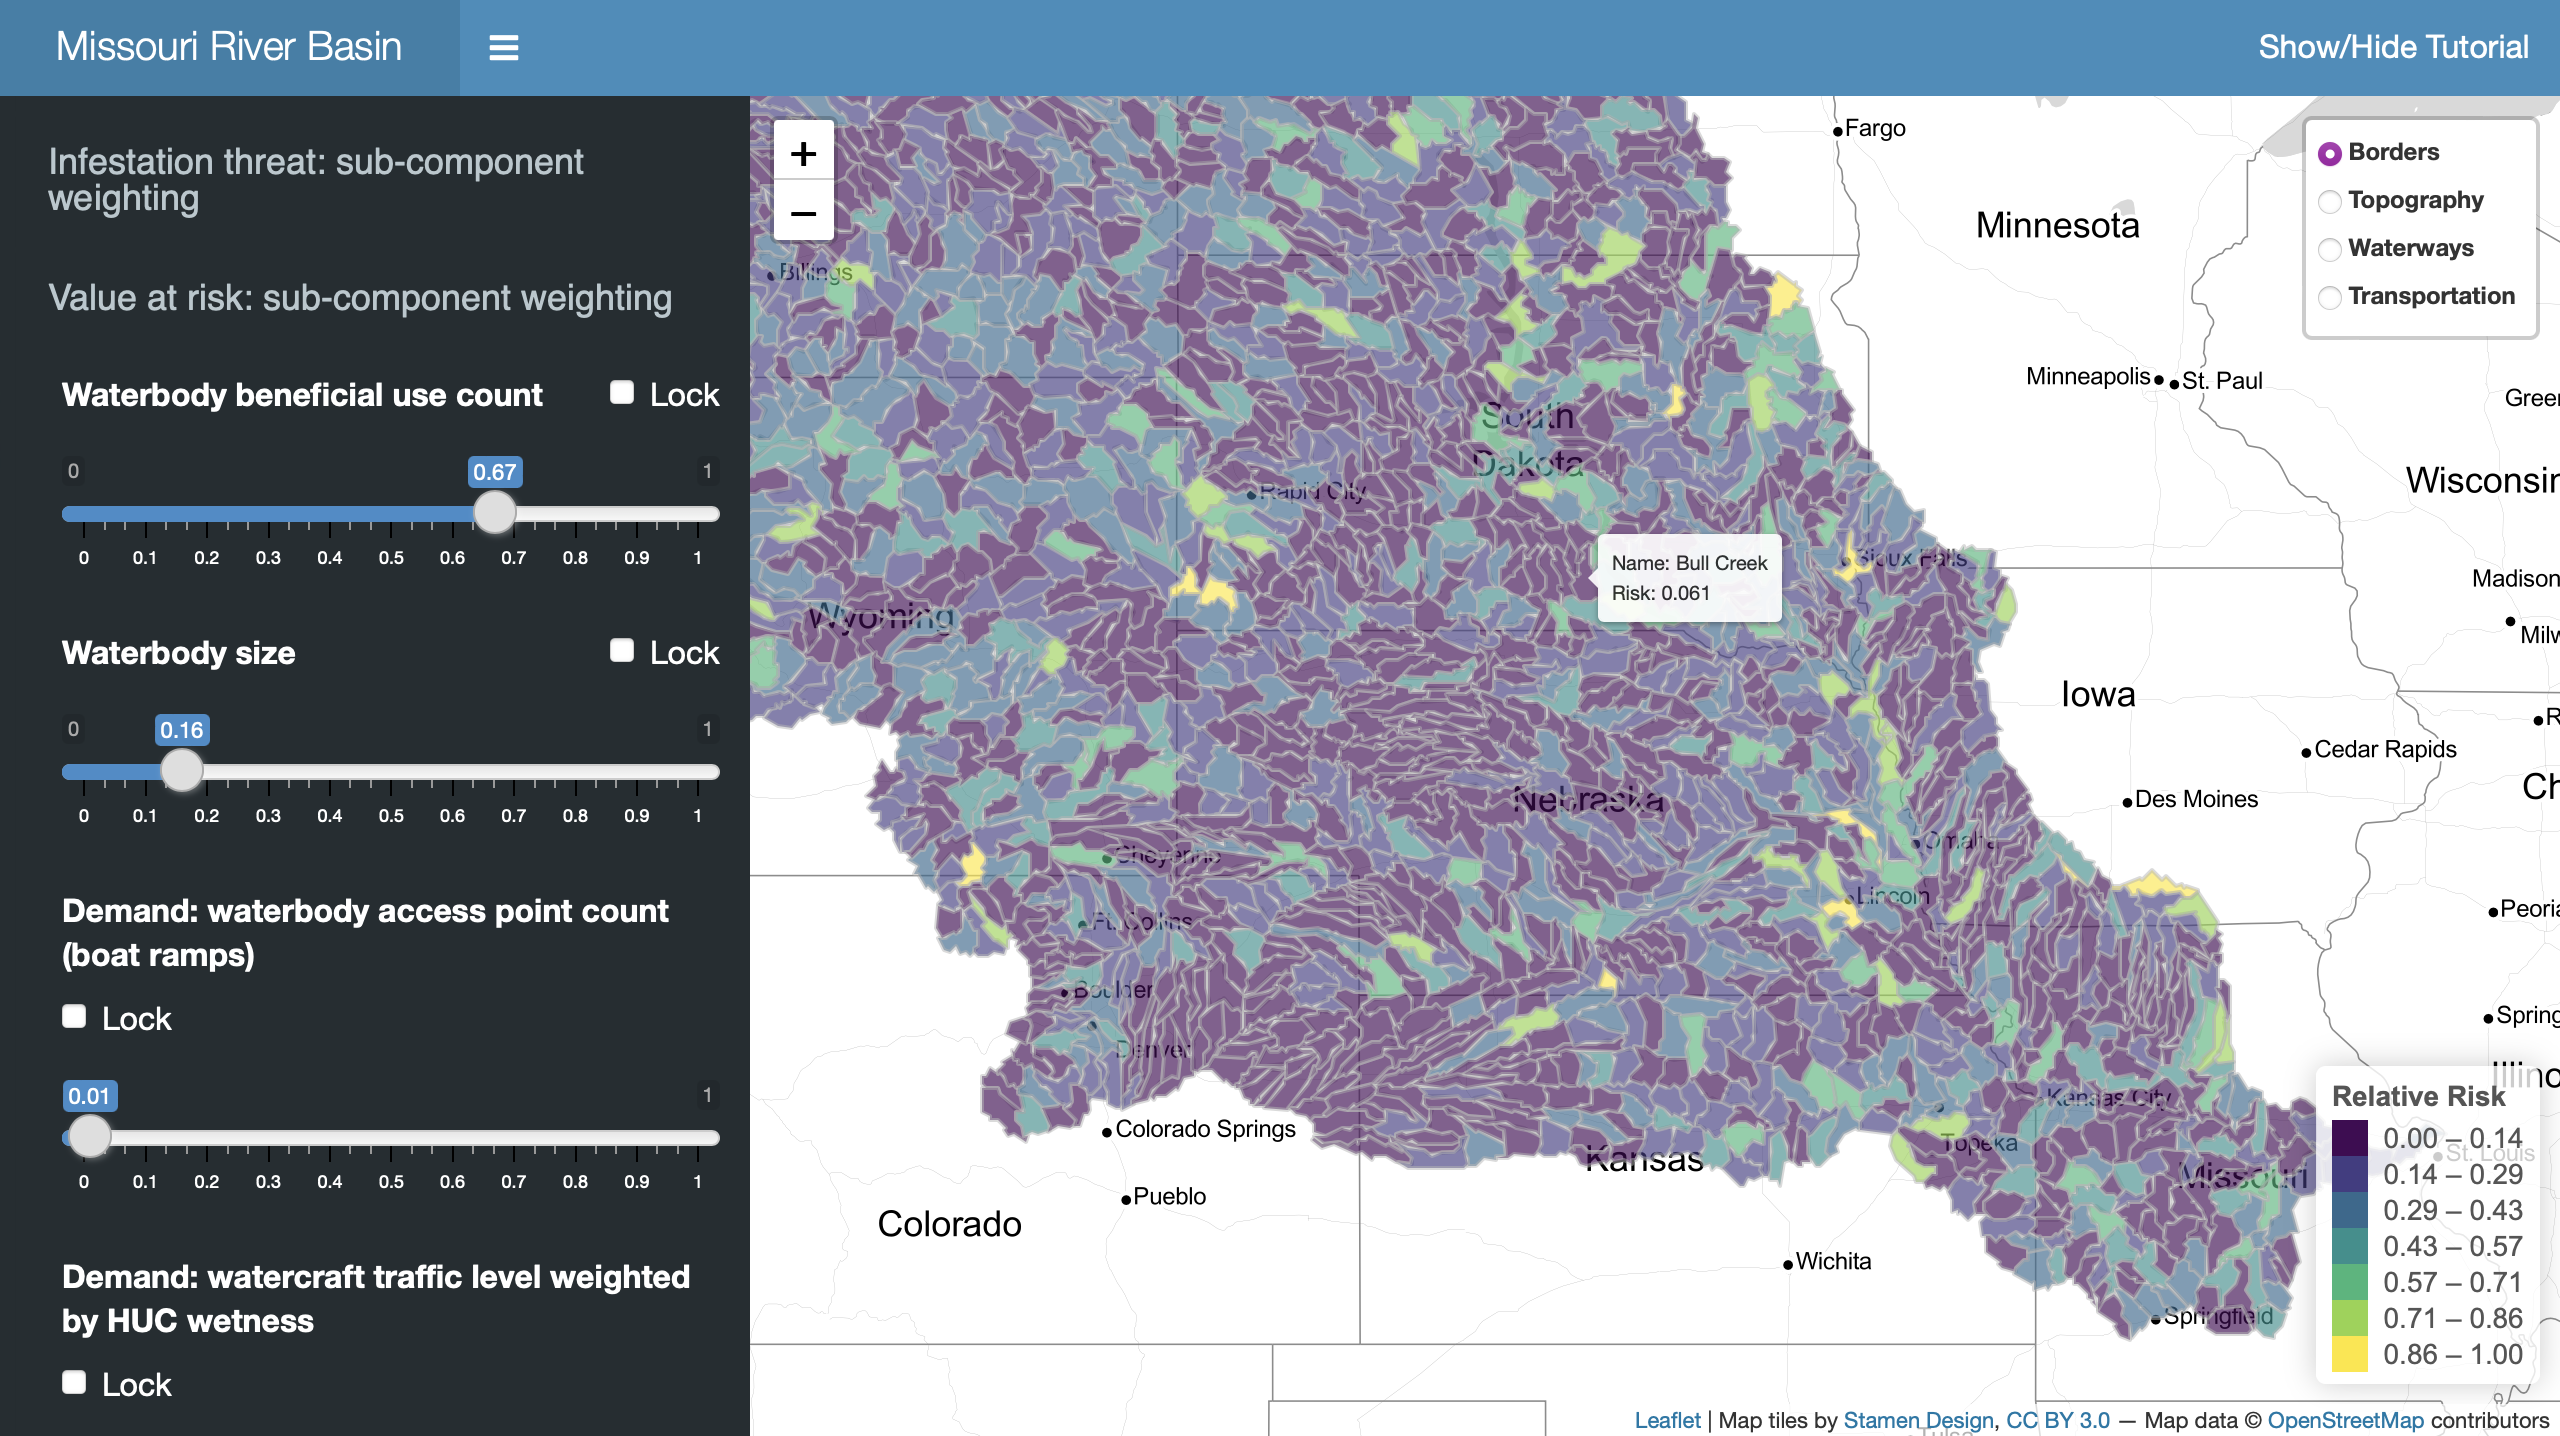 Missouri River Basin
Show/Hide Tutorial
Infestation threat: sub-component
weighting
Value at risk: sub-component weighting
Waterbody beneficial use count
Lock
0
0.67
1
0 0.1 0.2 0.3 0.4 0.5 0.6 0.7 0.8 0.9 1
Waterbody size
Lock
0
0.16
1
0 0.1 0.2 0.3 0.4 0.5 0.6 0.7 0.8 0.9 1
Demand: waterbody access point count
(boat ramps)
Lock
0.01
1
0 0.1 0.2 0.3 0.4 0.5 0.6 0.7 0.8 0.9 1
Demand: watercraft traffic level weighted
by HUC wetness
Lock
+
−
Borders
Topography
Waterways
Transportation
Fargo
Minnesota
Billings
Minneapolis
St. Paul
South
Dakota
Wisconsin
Rapid City
Name: Bull Creek
Risk: 0.061
Sioux Falls
Madison
Wyoming
Iowa
Cedar Rapids
Nebraska
Des Moines
Omaha
Cheyenne
Lincoln
Ft. Collins
Peoria
Boulder
Denver
Kansas City
Colorado Springs
Topeka
Kansas
St. Louis
Missouri
Pueblo
Colorado
Wichita
Springfield
Relative Risk
0.00 – 0.14
0.14 – 0.29
0.29 – 0.43
0.43 – 0.57
0.57 – 0.71
0.71 – 0.86
0.86 – 1.00
Leaflet | Map tiles by Stamen Design, CC BY 3.0 — Map data © OpenStreetMap contributors